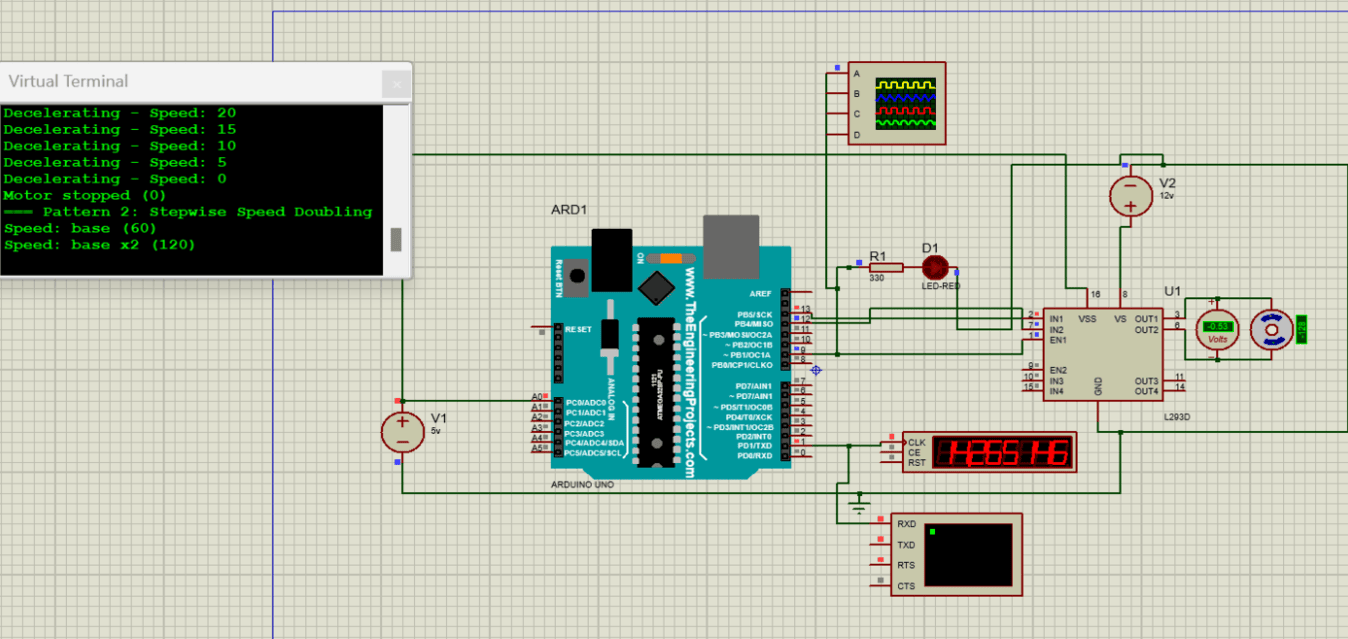 Virtual Terminal
Decelerating - Speed: 20
Decelerating - Speed: 15
Decelerating - Speed: 10
Decelerating - Speed: 5
Decelerating - Speed: 0
Motor stopped (0)
=== Pattern 2: Stepwise Speed Doubling
Speed: base (60)
Speed: base x2 (120)
A
B
C
D
V2
12v
ARD1
R1
330
D1
LED-RED
Reset BTN
ON
www.TheEngineeringProjects.com
ANALOG IN
ATMEGA328P-PU
1121
RESET
AREF
PB5/SCK
PB4/MISO
~ PB3/MOSI/OC2A
~ PB2/OC1B
~ PB1/OC1A
PB0/ICP1/CLKO
PD7/AIN1
~ PD7/AIN1
~ PD5/T1/OC0B
PD4/T0/XCK
~ PD3/INT1/OC2B
PD2/INT0
PD1/TXD
PD0/RXD
13
12
11
10
9
8
7
6
5
4
3
2
1
0
A0
A1
A2
A3
A4
A5
PC0/ADC0
PC1/ADC1
PC2/ADC2
PC3/ADC3
PC4/ADC4/SDA
PC5/ADC5/SCL
ARDUINO UNO
V1
5v
U1
16
8
VSS
VS
2
7
1
9
10
15
IN1
IN2
EN1
EN2
IN3
IN4
OUT1
OUT2
OUT3
OUT4
3
6
11
14
GND
L293D
-0.53
Volts
CLK
CE
RST
RXD
TXD
RTS
CTS